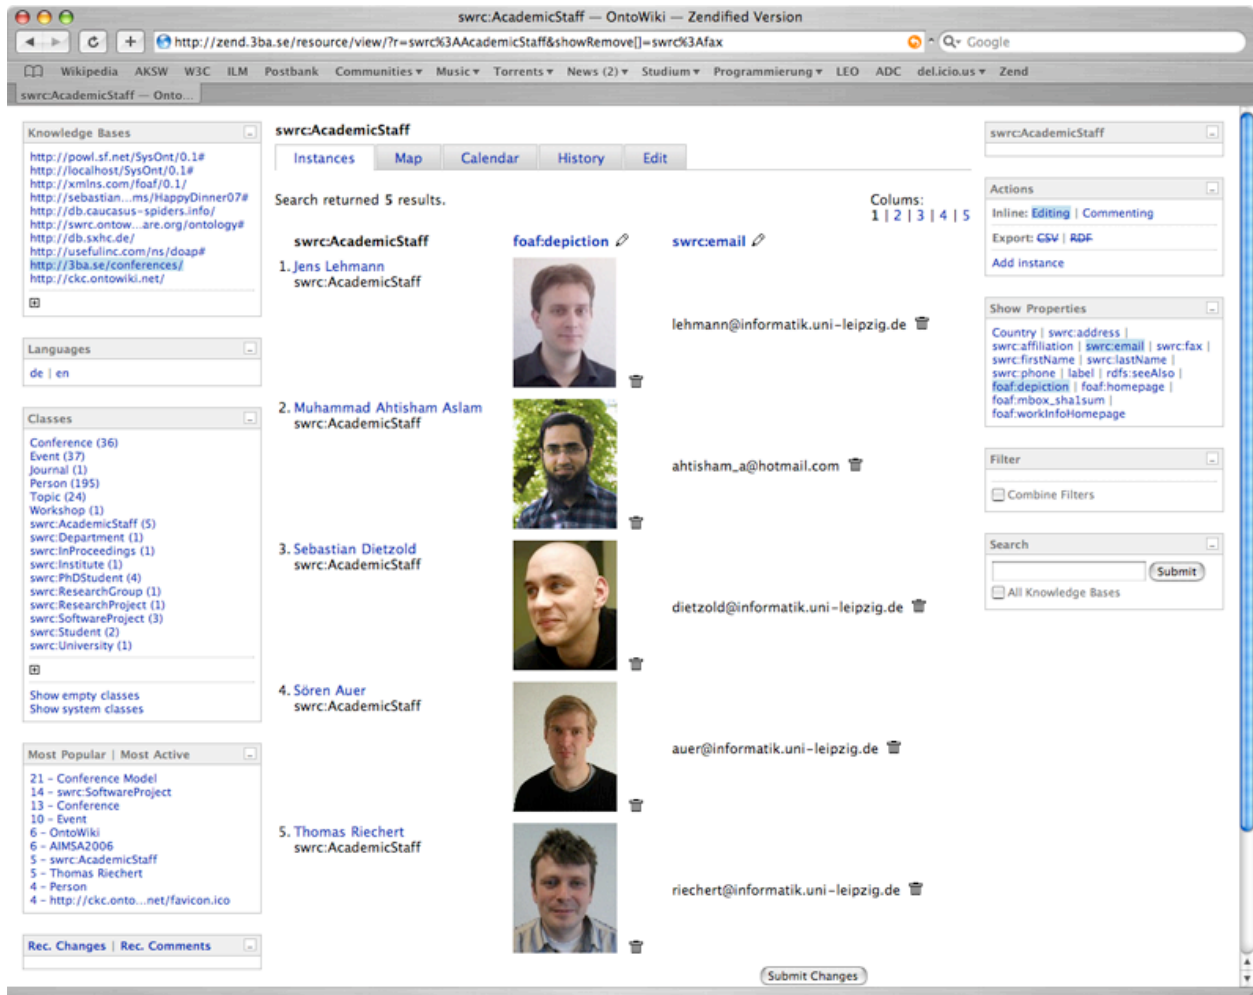 swrc:AcademicStaff — OntoWiki — Zendified Version
http://zend.3ba.se/resource/view/?r=swrc%3AAcademicStaff&showRemove[]=swrc%3Afax
Google
Wikipedia AKSW W3C ILM Postbank Communities Music Torrents News (2) Studium Programmierung LEO ADC del.icio.us Zend
swrc:AcademicStaff — Onto...
Knowledge Bases
http://powl.sf.net/SysOnt/0.1#
http://localhost/SysOnt/0.1#
http://xmlns.com/foaf/0.1/
http://sebastian...ms/HappyDinner07#
http://db.caucasus-spiders.info/
http://swrc.ontow...are.org/ontology#
http://db.sxhc.de/
http://usefulinc.com/ns/doap#
http://3ba.se/conferences/
http://ckc.ontowiki.net/
Languages
de | en
Classes
Conference (36)
Event (37)
Journal (1)
Person (195)
Topic (24)
Workshop (1)
swrc:AcademicStaff (5)
swrc:Department (1)
swrc:InProceedings (1)
swrc:Institute (1)
swrc:PhDStudent (4)
swrc:ResearchGroup (1)
swrc:ResearchProject (1)
swrc:SoftwareProject (3)
swrc:Student (2)
swrc:University (1)
Show empty classes
Show system classes
Most Popular | Most Active
21 – Conference Model
14 – swrc:SoftwareProject
13 – Conference
10 – Event
6 – OntoWiki
6 – AIMSA2006
5 – swrc:AcademicStaff
5 – Thomas Riechert
4 – Person
4 – http://ckc.onto...net/favicon.ico
Rec. Changes | Rec. Comments
swrc:AcademicStaff
Instances Map Calendar History Edit
Search returned 5 results.
Colums:
1 | 2 | 3 | 4 | 5
swrc:AcademicStaff foaf:depiction swrc:email
1. Jens Lehmann
swrc:AcademicStaff
lehmann@informatik.uni-leipzig.de
2. Muhammad Ahtisham Aslam
swrc:AcademicStaff
ahtisham_a@hotmail.com
3. Sebastian Dietzold
swrc:AcademicStaff
dietzold@informatik.uni-leipzig.de
4. Sören Auer
swrc:AcademicStaff
auer@informatik.uni-leipzig.de
5. Thomas Riechert
swrc:AcademicStaff
riechert@informatik.uni-leipzig.de
Submit Changes
swrc:AcademicStaff
Actions
Inline: Editing | Commenting
Export: CSV | RDF
Add instance
Show Properties
Country | swrc:address |
swrc:affiliation | swrc:email | swrc:fax |
swrc:firstName | swrc:lastName |
swrc:phone | label | rdfs:seeAlso |
foaf:depiction | foaf:homepage |
foaf:mbox_sha1sum |
foaf:workInfoHomepage
Filter
Combine Filters
Search
Submit
All Knowledge Bases